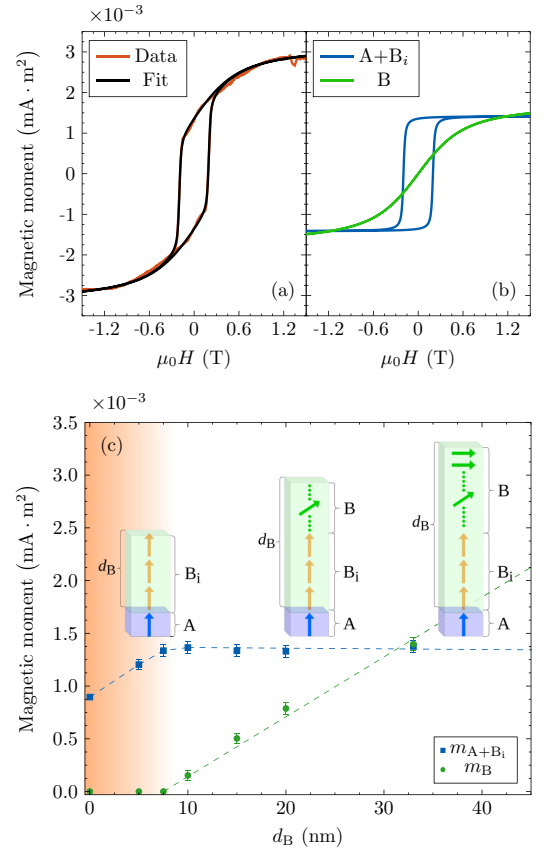 ×10⁻³
3
2
1
0
-1
-2
-3
Magnetic moment (mA · m²)
Data
Fit
(a)
-1.2 -0.6 0 0.6 1.2
μ₀H (T)
A+Bᵢ
B
(b)
-1.2 -0.6 0 0.6 1.2
μ₀H (T)
×10⁻³
(c)
3.5
3.0
2.5
2.0
1.5
1.0
0.5
0.0
Magnetic moment (mA · m²)
d_B
B_i
A
d_B
B
B_i
A
d_B
B
B_i
A
m_{A+B_i}
m_B
0 10 20 30 40
d_B (nm)